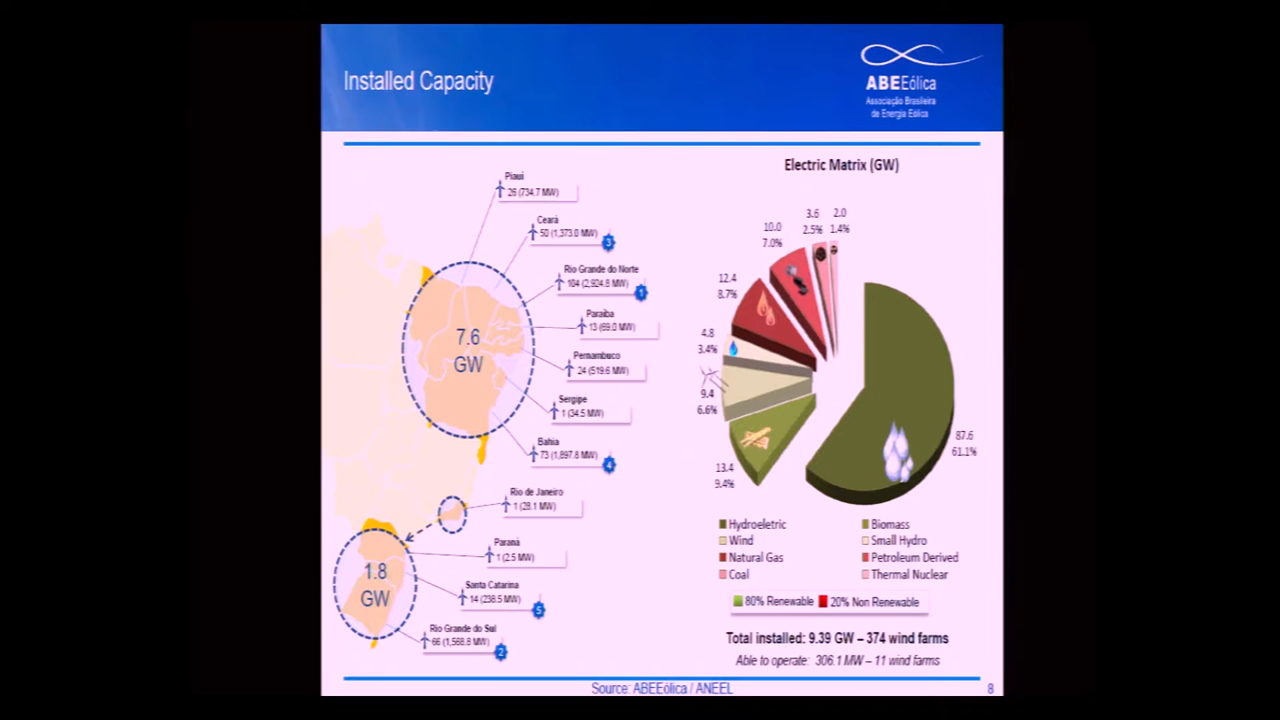 Installed Capacity
ABEEólica
Associação Brasileira
de Energia Eólica
Piauí
26 (734.7 MW)
Ceará
50 (1,373.0 MW)
3
Rio Grande do Norte
104 (2,924.8 MW)
1
Paraíba
13 (69.0 MW)
Pernambuco
24 (519.6 MW)
Sergipe
1 (34.5 MW)
Bahia
73 (1,897.8 MW)
4
7.6
GW
Rio de Janeiro
1 (28.1 MW)
Paraná
1 (2.5 MW)
Santa Catarina
14 (238.5 MW)
5
Rio Grande do Sul
66 (1,568.8 MW)
2
1.8
GW
Electric Matrix (GW)
3.6
2.5%
2.0
1.4%
10.0
7.0%
12.4
8.7%
4.8
3.4%
9.4
6.6%
13.4
9.4%
87.6
61.1%
Hydroeletric
Biomass
Wind
Small Hydro
Natural Gas
Petroleum Derived
Coal
Thermal Nuclear
80% Renewable
20% Non Renewable
Total installed: 9.39 GW – 374 wind farms
Able to operate: 306.1 MW – 11 wind farms
Source: ABEEólica / ANEEL
8